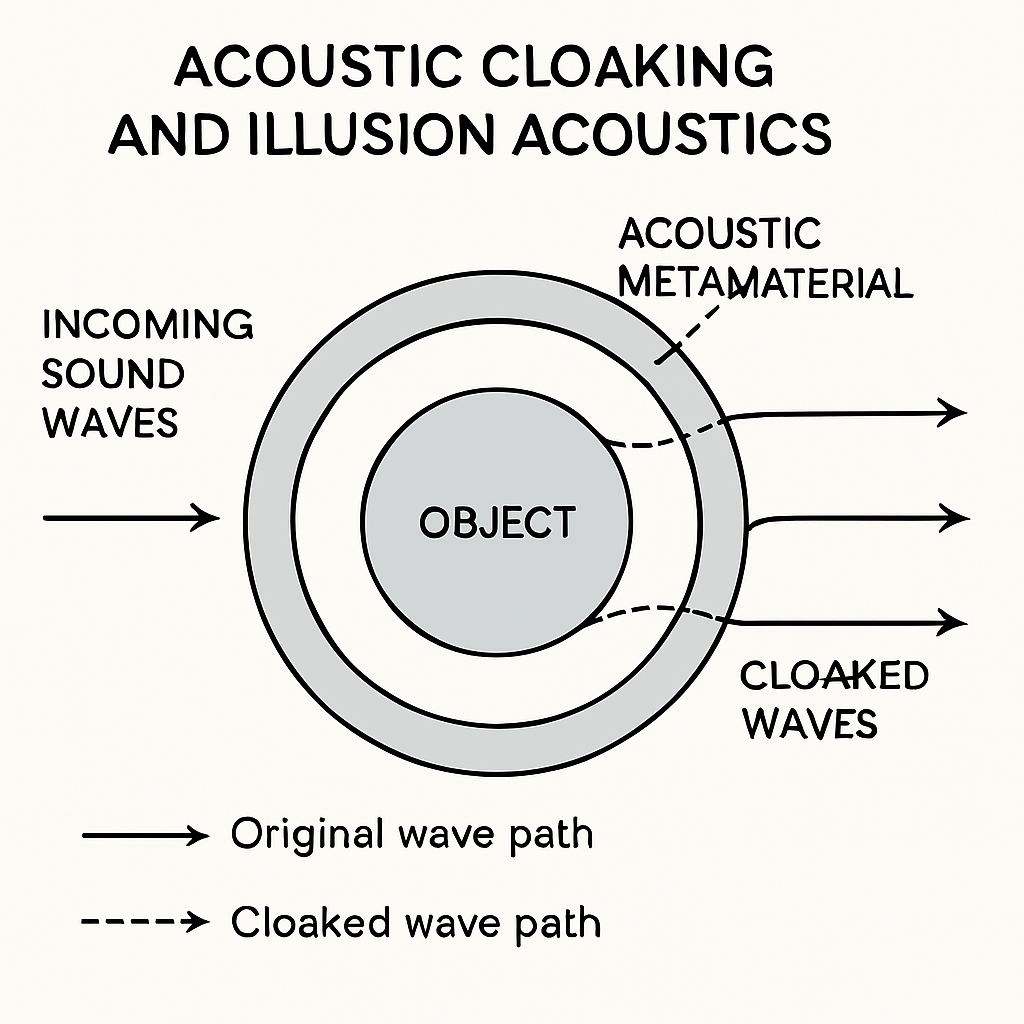 ACOUSTIC CLOAKING
AND ILLUSION ACOUSTICS
ACOUSTIC
METAMATERIAL
INCOMING
SOUND
WAVES
OBJECT
CLOAKED
WAVES
Original wave path
Cloaked wave path